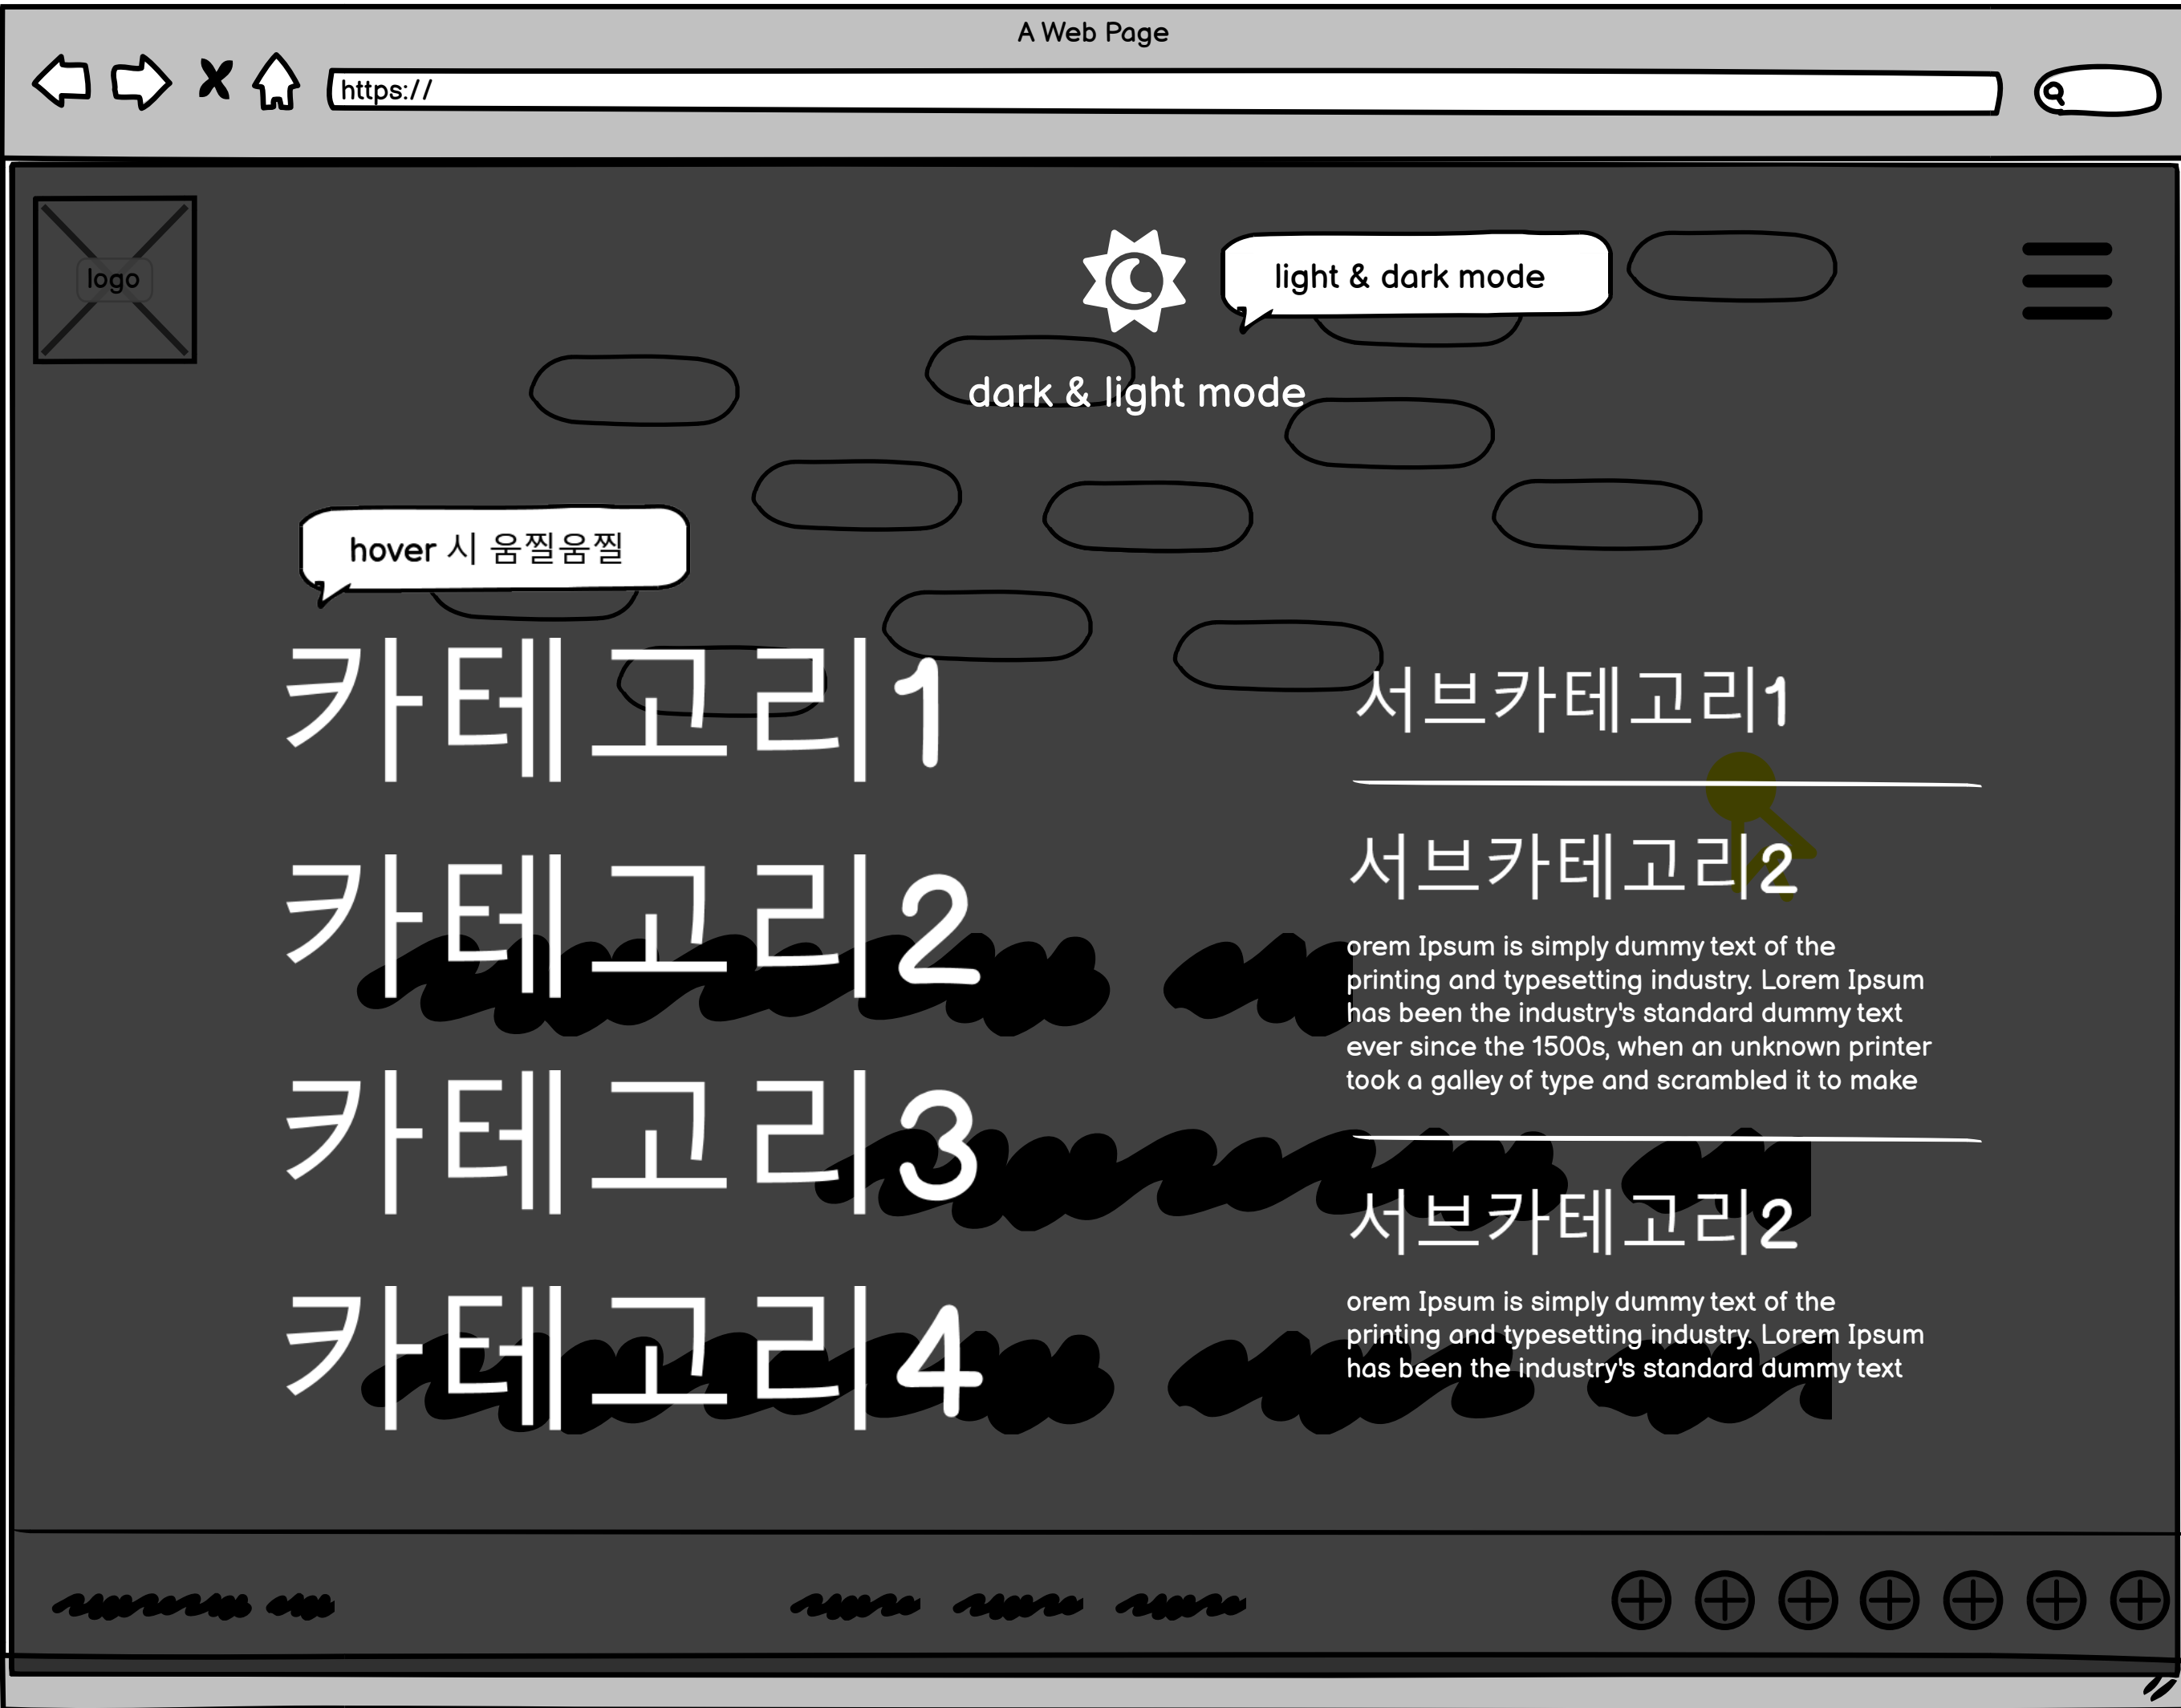 A Web Page
https://
logo
light & dark mode
dark & light mode
hover 시 움찔움찔
카테고리1
카테고리2
카테고리3
카테고리4
서브카테고리1
서브카테고리2
orem Ipsum is simply dummy text of the
printing and typesetting industry. Lorem Ipsum
has been the industry's standard dummy text
ever since the 1500s, when an unknown printer
took a galley of type and scrambled it to make
서브카테고리2
orem Ipsum is simply dummy text of the
printing and typesetting industry. Lorem Ipsum
has been the industry's standard dummy text